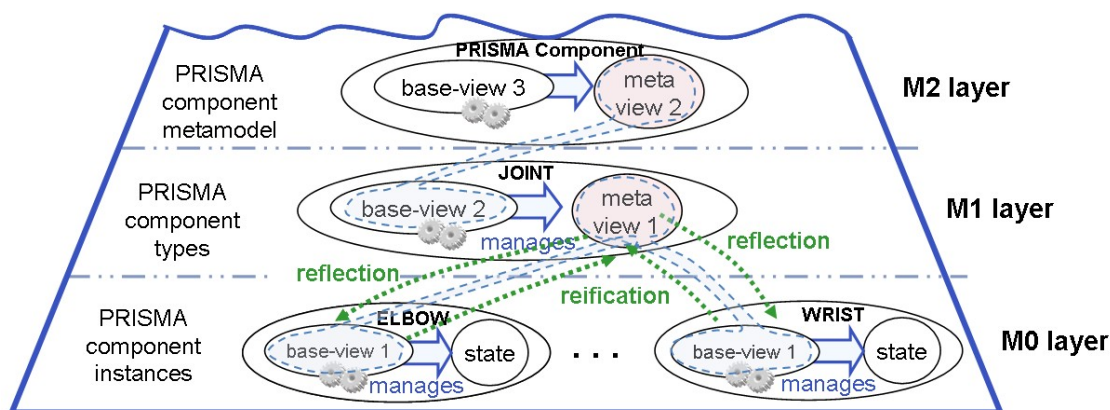 PRISMA Component
PRISMA
component
metamodel
base-view 3
meta
view 2
M2 layer
JOINT
PRISMA
component
types
base-view 2
meta
view 1
manages
M1 layer
reflection
reflection
reification
ELBOW
WRIST
PRISMA
component
instances
base-view 1
state
manages
. . .
base-view 1
state
manages
M0 layer